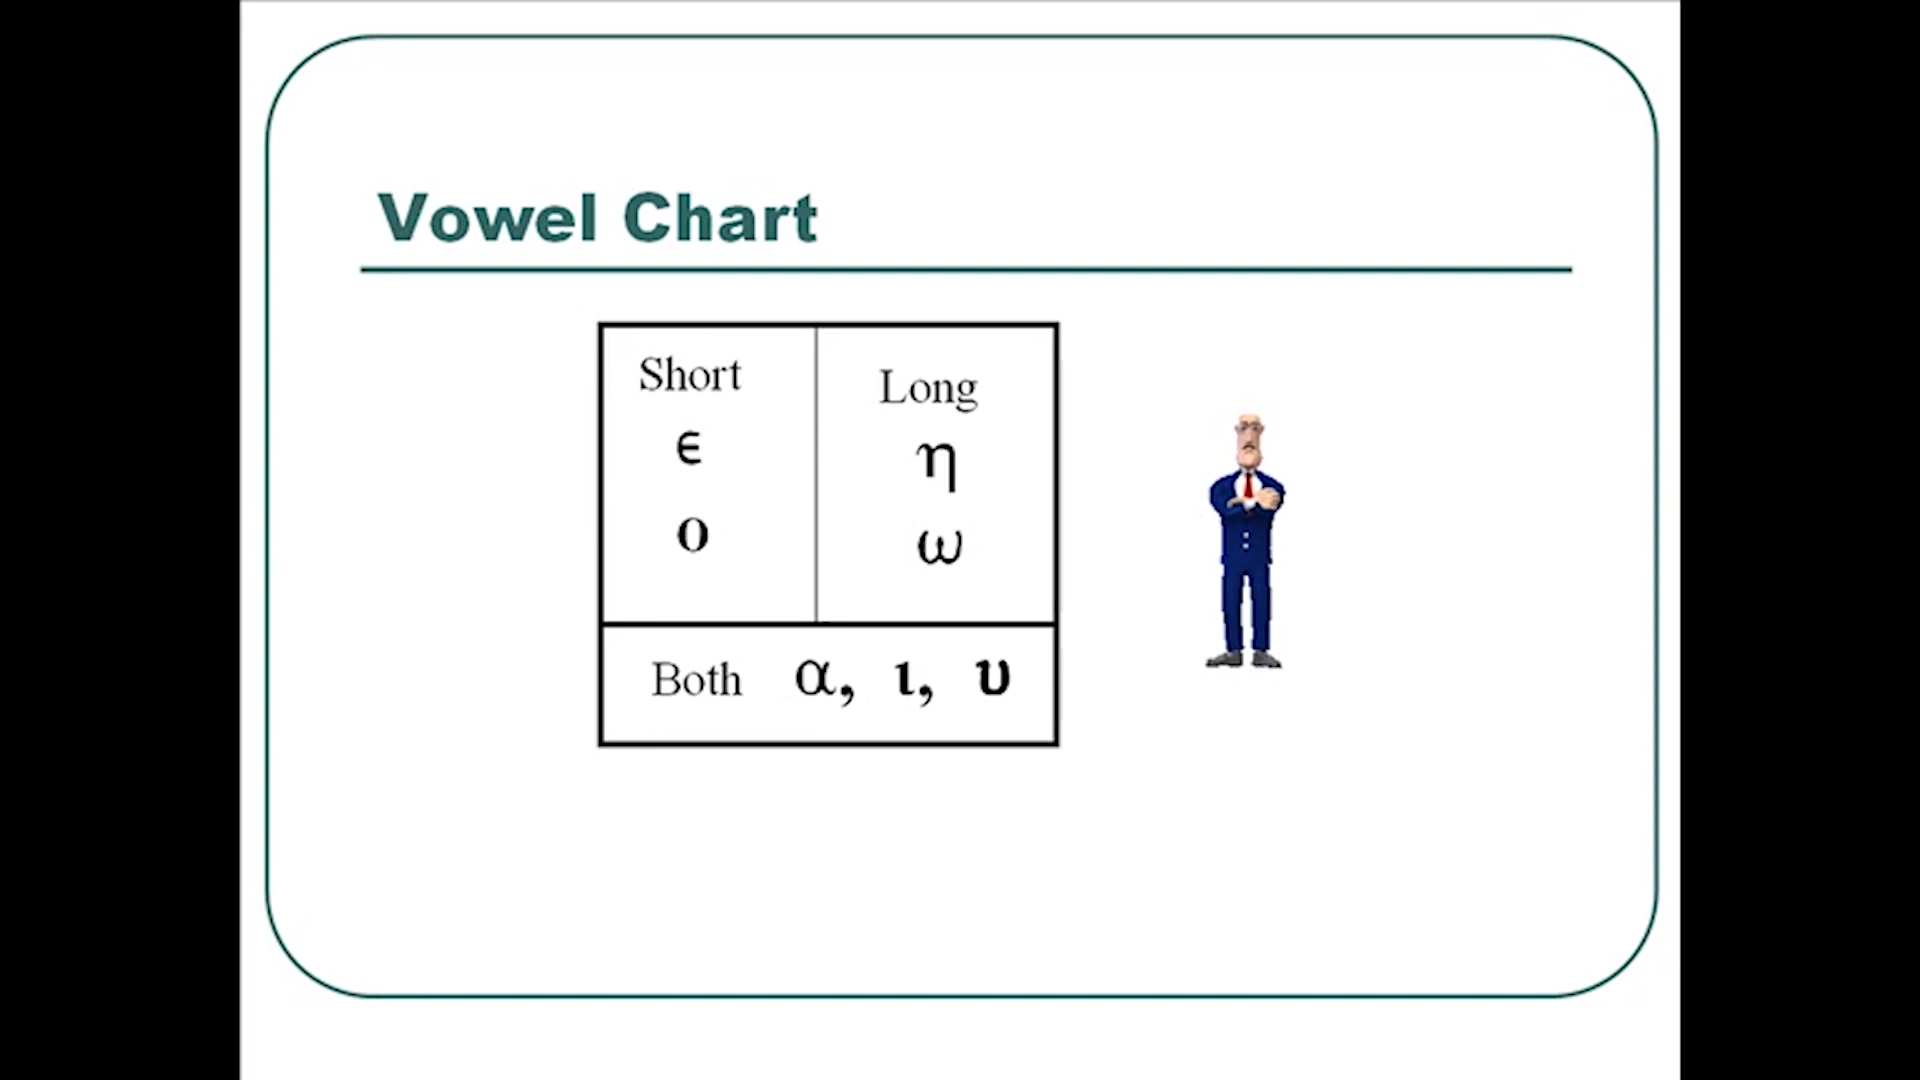 Vowel Chart
Short
ϵ
ο
Long
η
ω
Both α, ι, υ